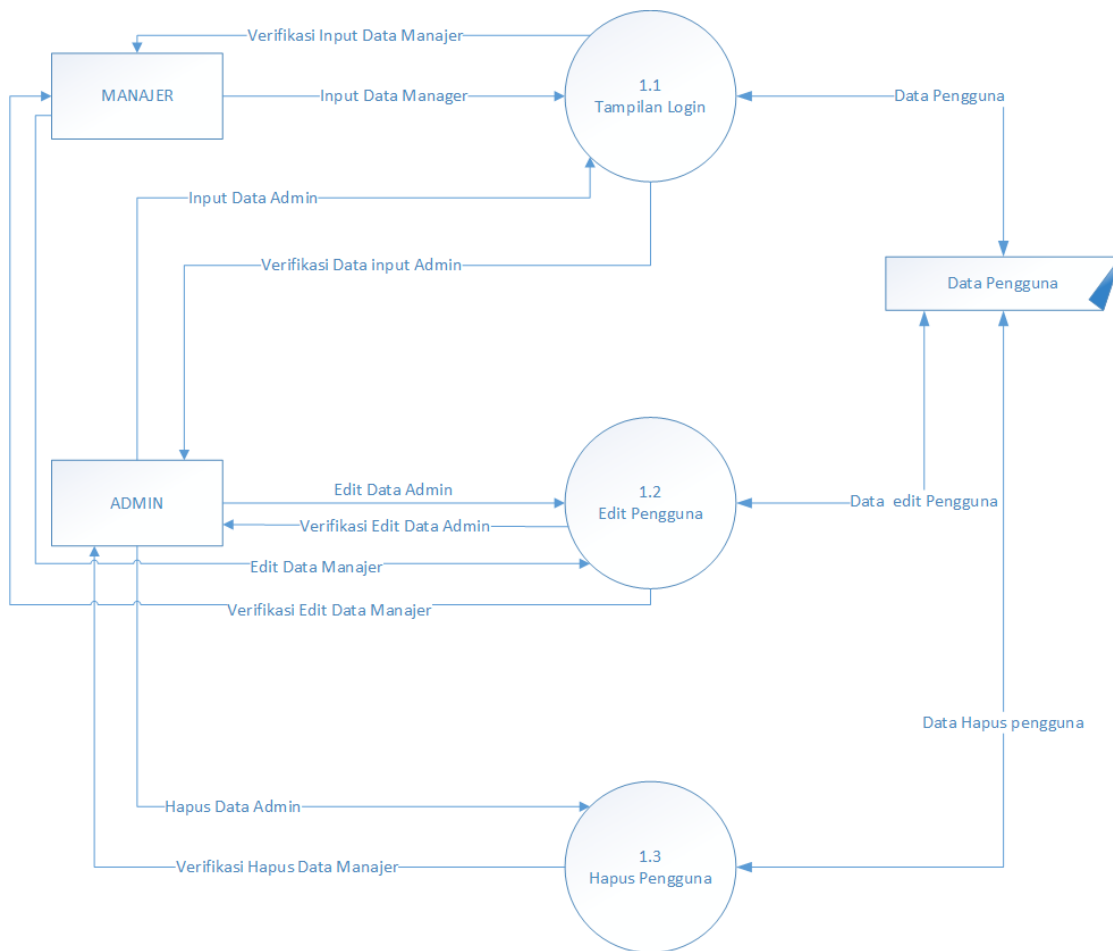 Verifikasi Input Data Manajer
MANAJER
Input Data Manager
1.1
Tampilan Login
Data Pengguna
Input Data Admin
Verifikasi Data input Admin
Data Pengguna
ADMIN
Edit Data Admin
1.2
Edit Pengguna
Data edit Pengguna
Verifikasi Edit Data Admin
Edit Data Manajer
Verifikasi Edit Data Manajer
Data Hapus pengguna
Hapus Data Admin
1.3
Hapus Pengguna
Verifikasi Hapus Data Manajer